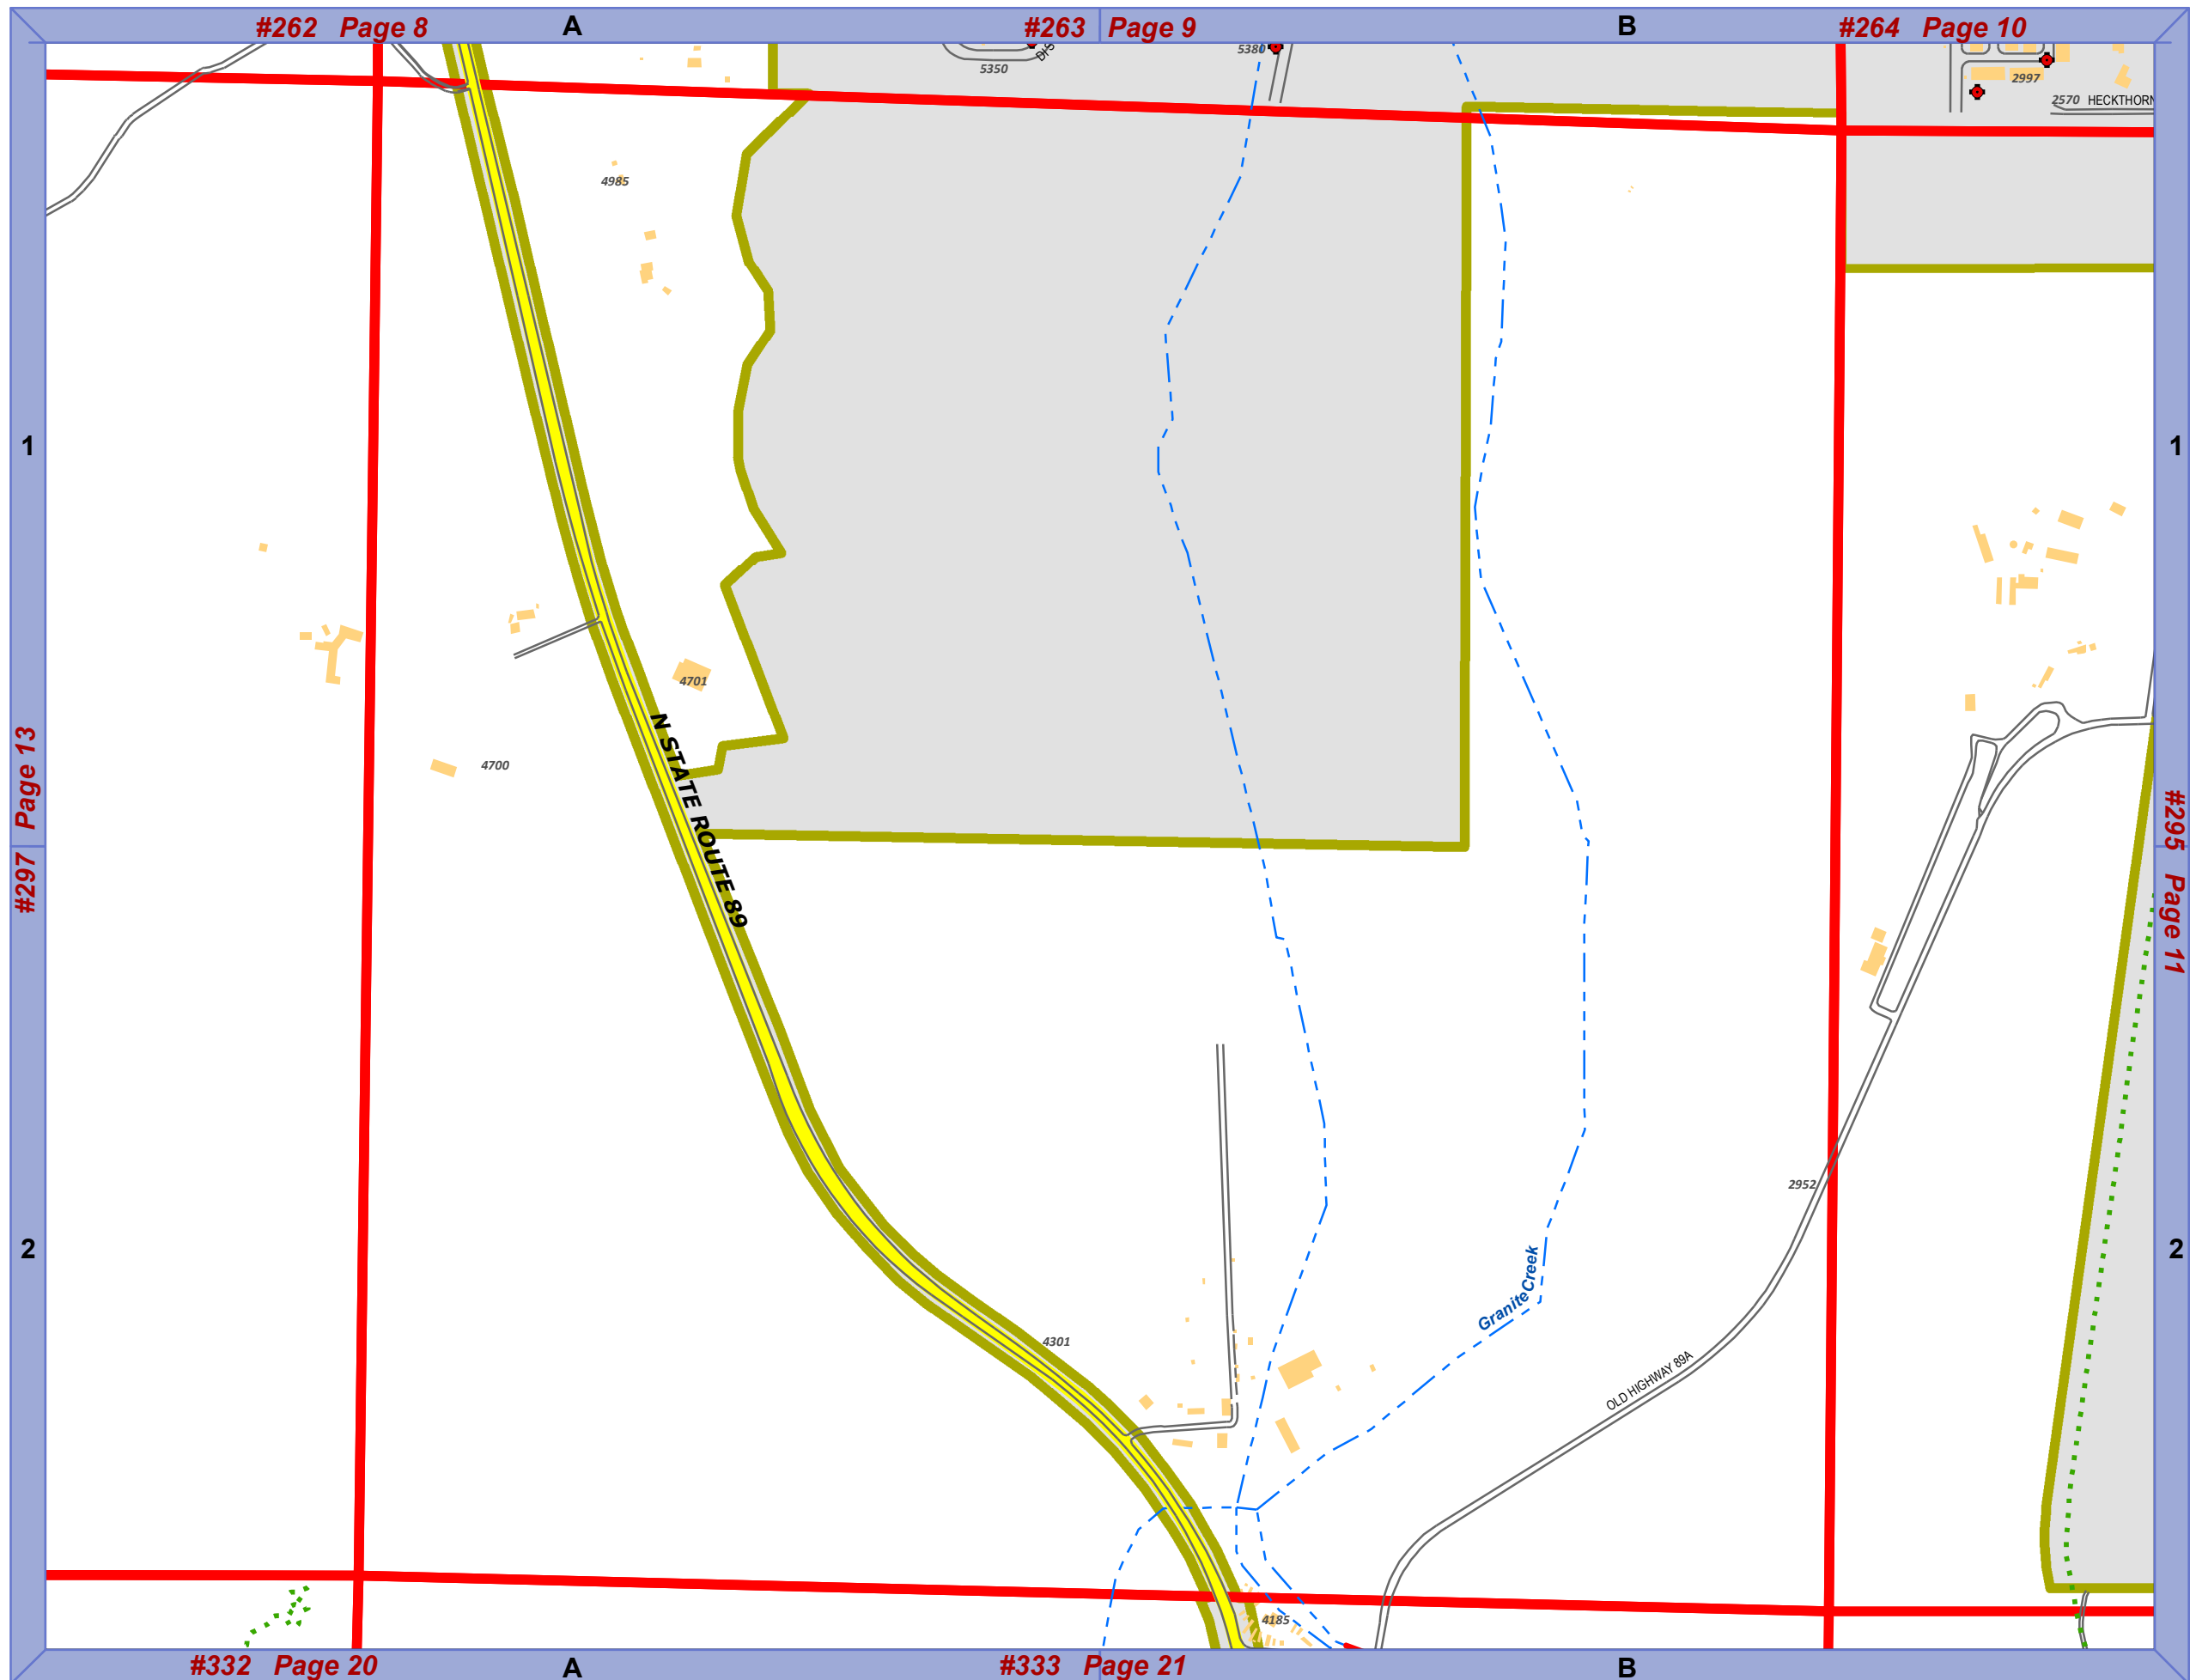 #262 Page 8
A
#263 Page 9
B
#264 Page 10
5350
DIS
5380
2997
2570 HECKTHORN
4985
1
1
4701
N STATE ROUTE 89
4700
#297 Page 13
#295 Page 11
2952
2
2
Granite Creek
4301
OLD HIGHWAY 89A
4185
#332 Page 20
A
#333 Page 21
B